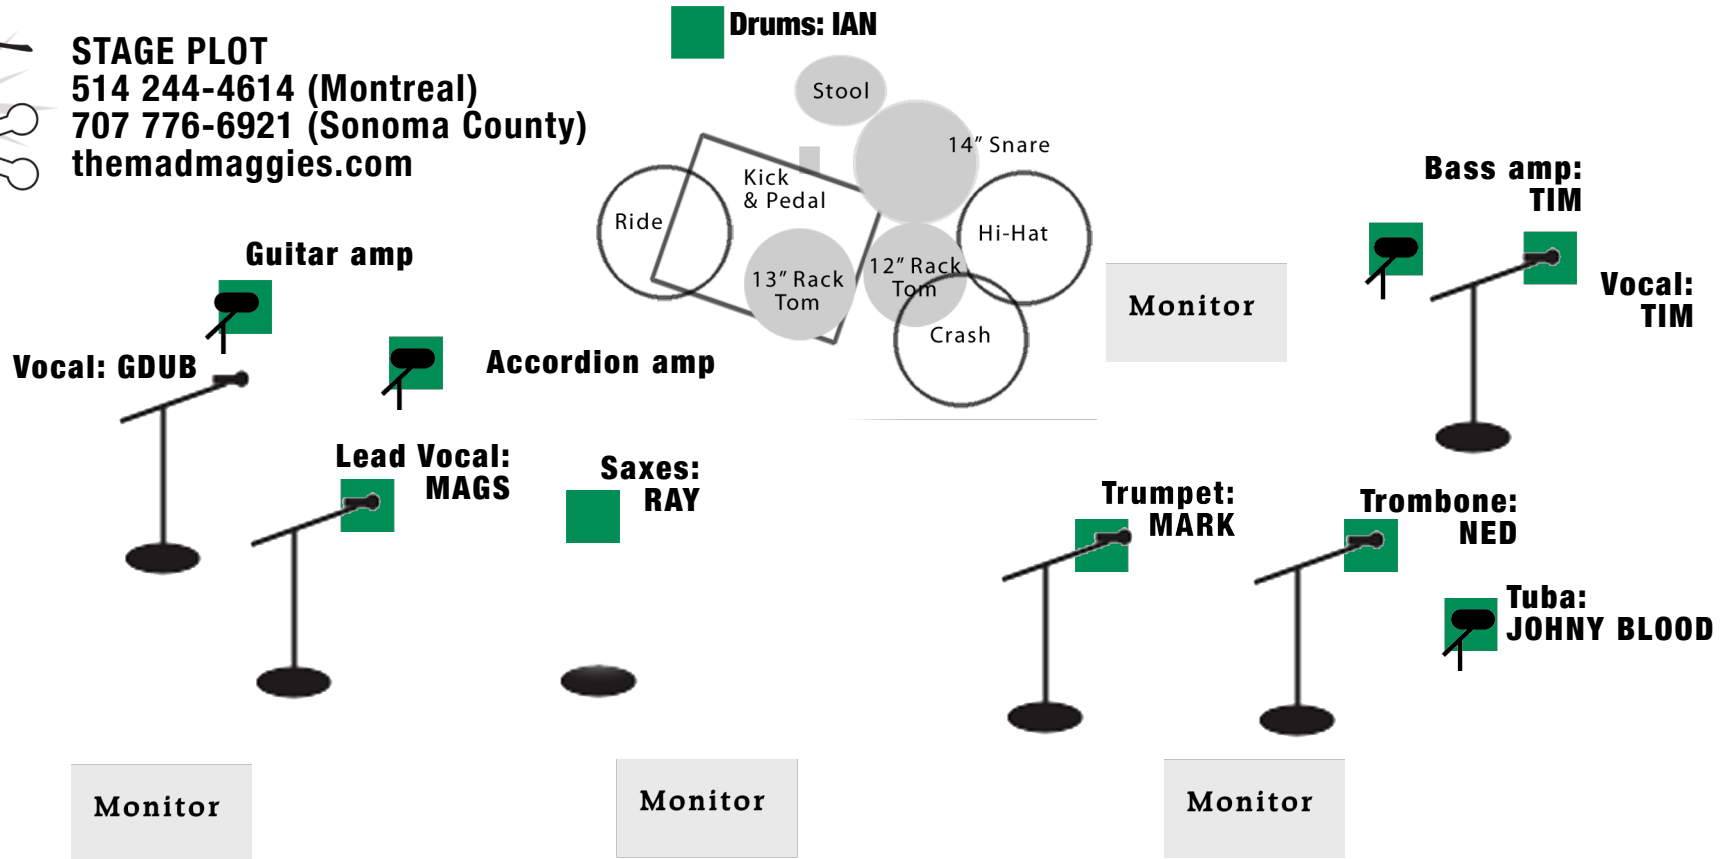 STAGE PLOT
514 244-4614 (Montreal)
707 776-6921 (Sonoma County)
themadmaggies.com
Drums: IAN
Stool
14” Snare
Kick
& Pedal
Ride
Hi-Hat
13” Rack
Tom
12” Rack
Tom
Crash
Monitor
Bass amp:
TIM
Vocal:
TIM
Guitar amp
Vocal: GDUB
Accordion amp
Lead Vocal:
MAGS
Saxes:
RAY
Trumpet:
MARK
Trombone:
NED
Tuba:
JOHNY BLOOD
Monitor
Monitor
Monitor